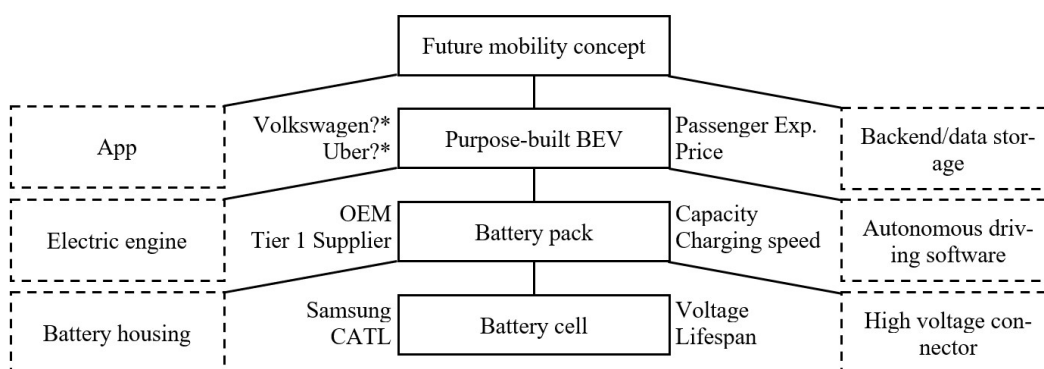 Future mobility concept
App
Volkswagen?*
Uber?*
Purpose-built BEV
Passenger Exp.
Price
Backend/data stor-
age
Electric engine
OEM
Tier 1 Supplier
Battery pack
Capacity
Charging speed
Autonomous driv-
ing software
Battery housing
Samsung
CATL
Battery cell
Voltage
Lifespan
High voltage con-
nector